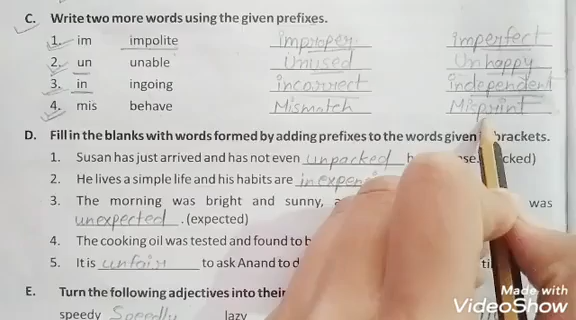 C. Write two more words using the given prefixes.
1. im impolite improper imperfect
2. un unable Unused Unhappy
3. in ingoing incorrect independent
4. mis behave Mismatch Misprint
D. Fill in the blanks with words formed by adding prefixes to the words given brackets.
1. Susan has just arrived and has not even unpacked
2. He lives a simple life and his habits are
3. The morning was bright and sunny, was
unexpected. (expected)
4. The cooking oil was tested and found to
5. It is unfair to ask Anand to
E. Turn the following adjectives into their
speedy Speedly lazy
Made with
VideoShow